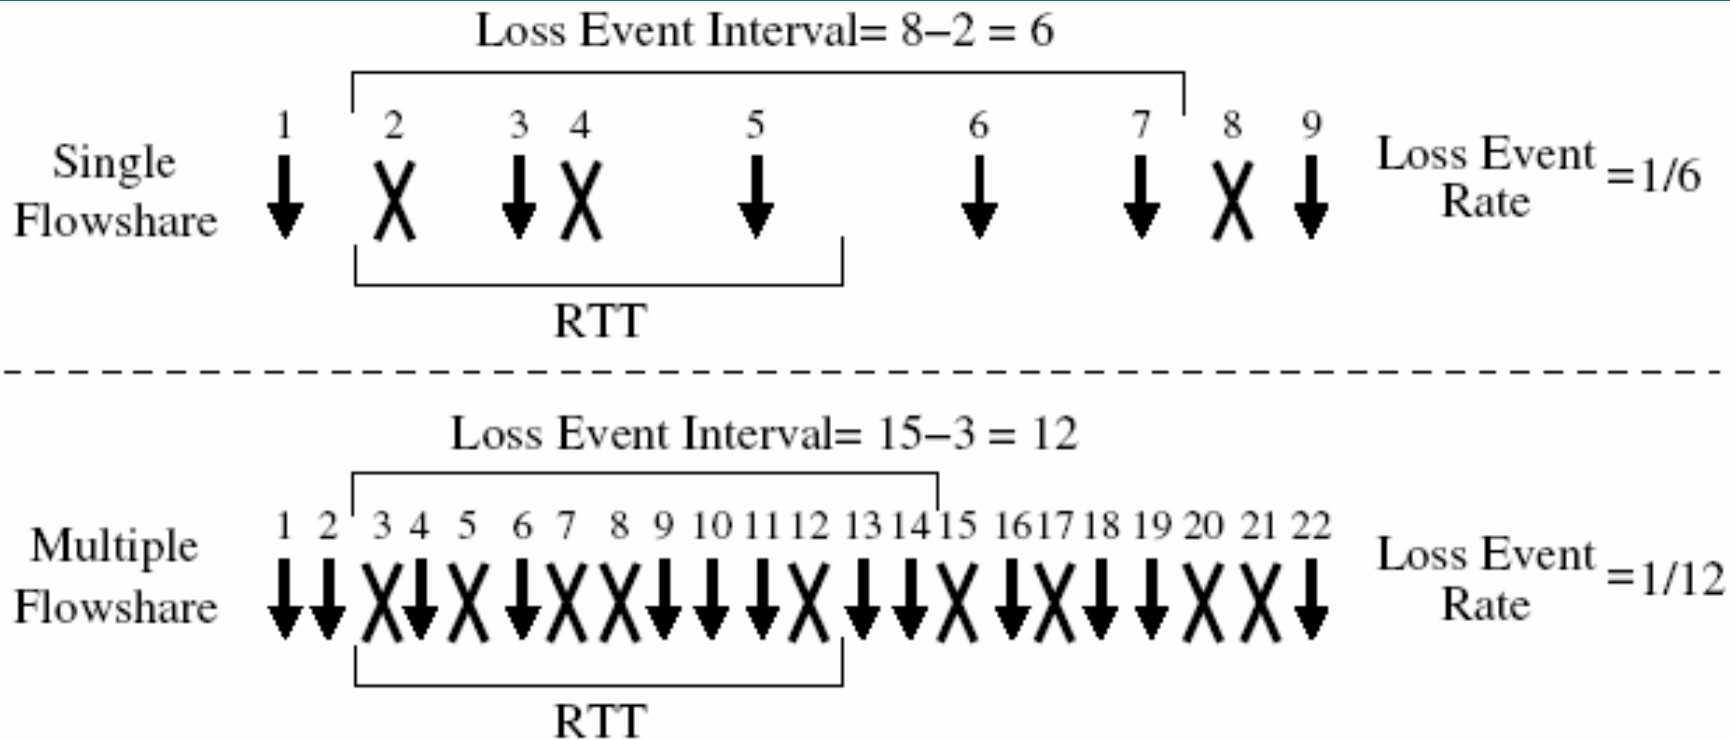 Loss Event Interval= 8–2 = 6
1 2 3 4 5 6 7 8 9
Single
Flowshare
Loss Event
Rate
=1/6
RTT
Loss Event Interval= 15–3 = 12
1 2 3 4 5 6 7 8 9 10 11 12 13 14 15 16 17 18 19 20 21 22
Multiple
Flowshare
Loss Event
Rate
=1/12
RTT